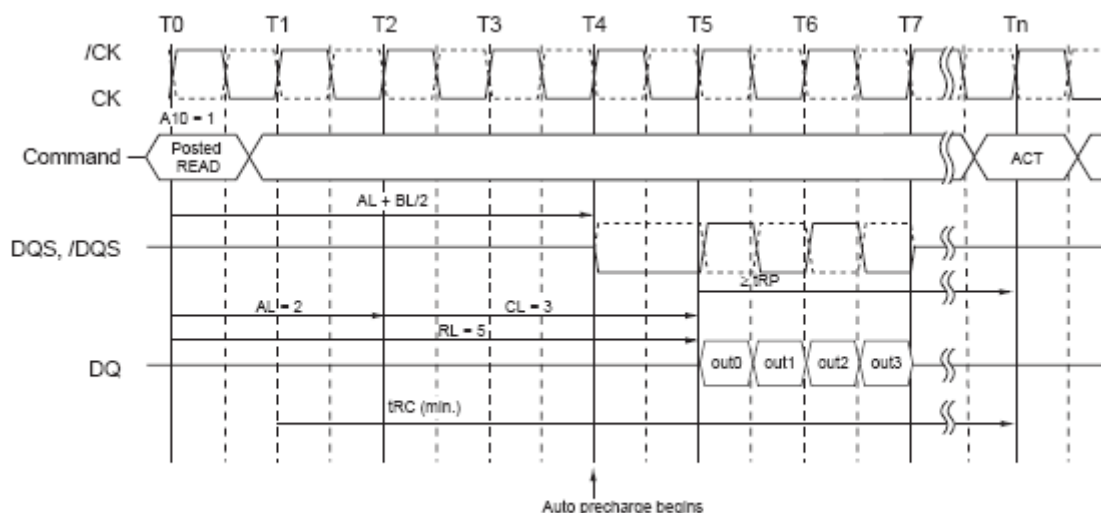 T0 T1 T2 T3 T4 T5 T6 T7 Tn
/CK
CK
A10 = 1
Command
Posted
READ
ACT
AL + BL/2
DQS, /DQS
≥ tRP
AL = 2
CL = 3
RL = 5
DQ
out0 out1 out2 out3
tRC (min.)
Auto precharge begins